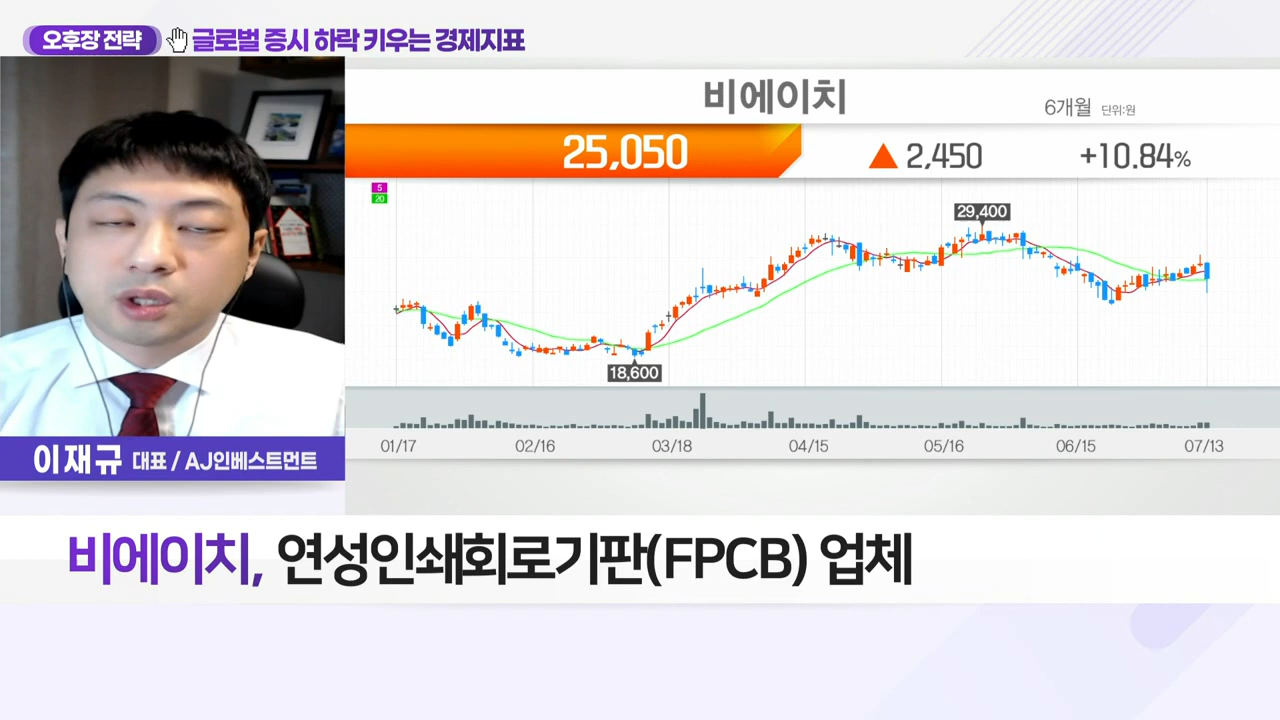 오후장 전략 글로벌 증시 하락 키우는 경제지표
비에이치
6개월 단위:원
25,050 ▲ 2,450 +10.84%
5
20
29,400
18,600
01/17 02/16 03/18 04/15 05/16 06/15 07/13
이재규 대표 / AJ인베스트먼트
비에이치, 연성인쇄회로기판(FPCB) 업체